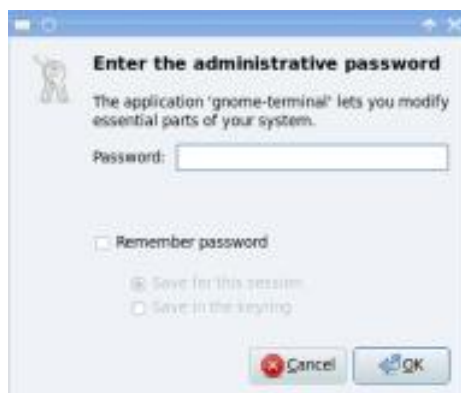 Enter the administrative password
The application 'gnome-terminal' lets you modify
essential parts of your system.
Password:
Remember password
Save for this session
Save in the keyring
Cancel
OK